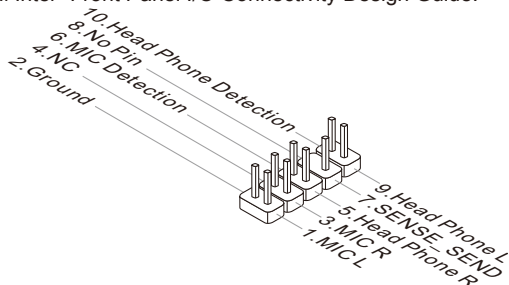 Intel Front Panel I/O Connectivity Design Guide:
10.Head Phone Detection
8.No Pin
6.MIC Detection
4.NC
2.Ground
9.Head Phone L
7.SENSE_SEND
5.Head Phone R
3.MIC R
1.MIC L